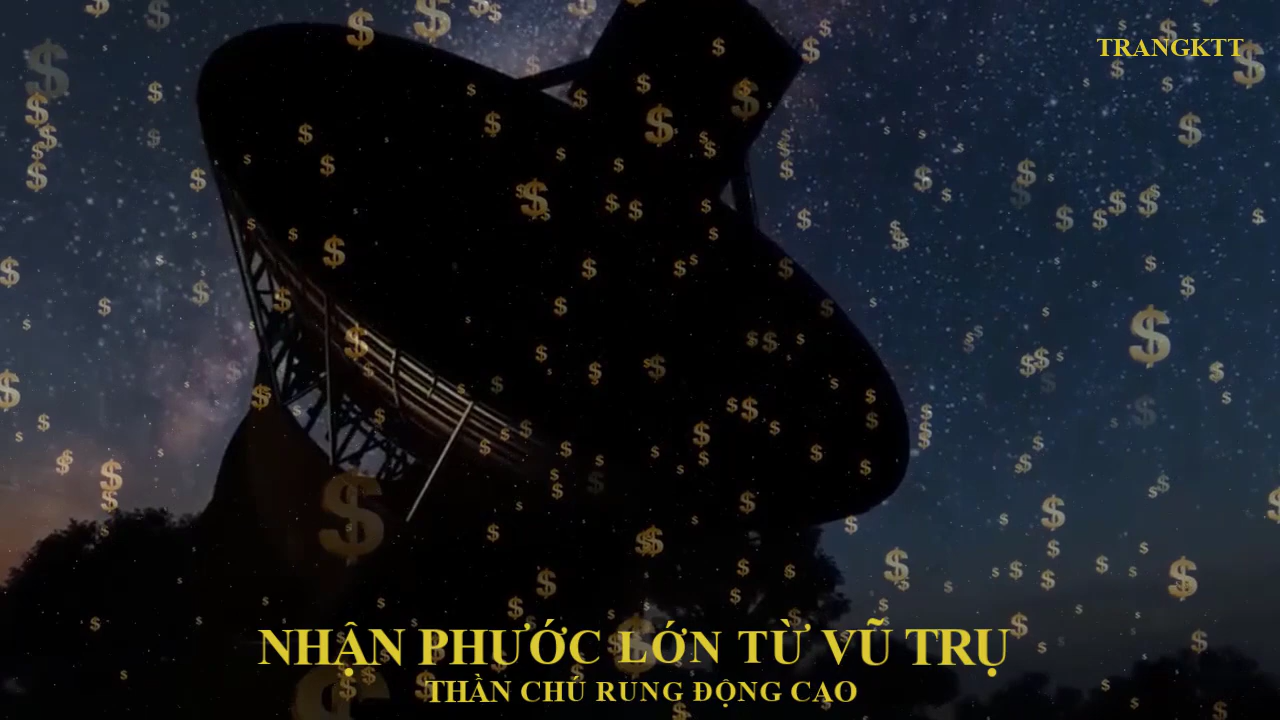 TRANGKTT
NHẬN PHƯỚC LỚN TỪ VŨ TRỤ
THẦN CHÚ RUNG ĐỘNG CAO